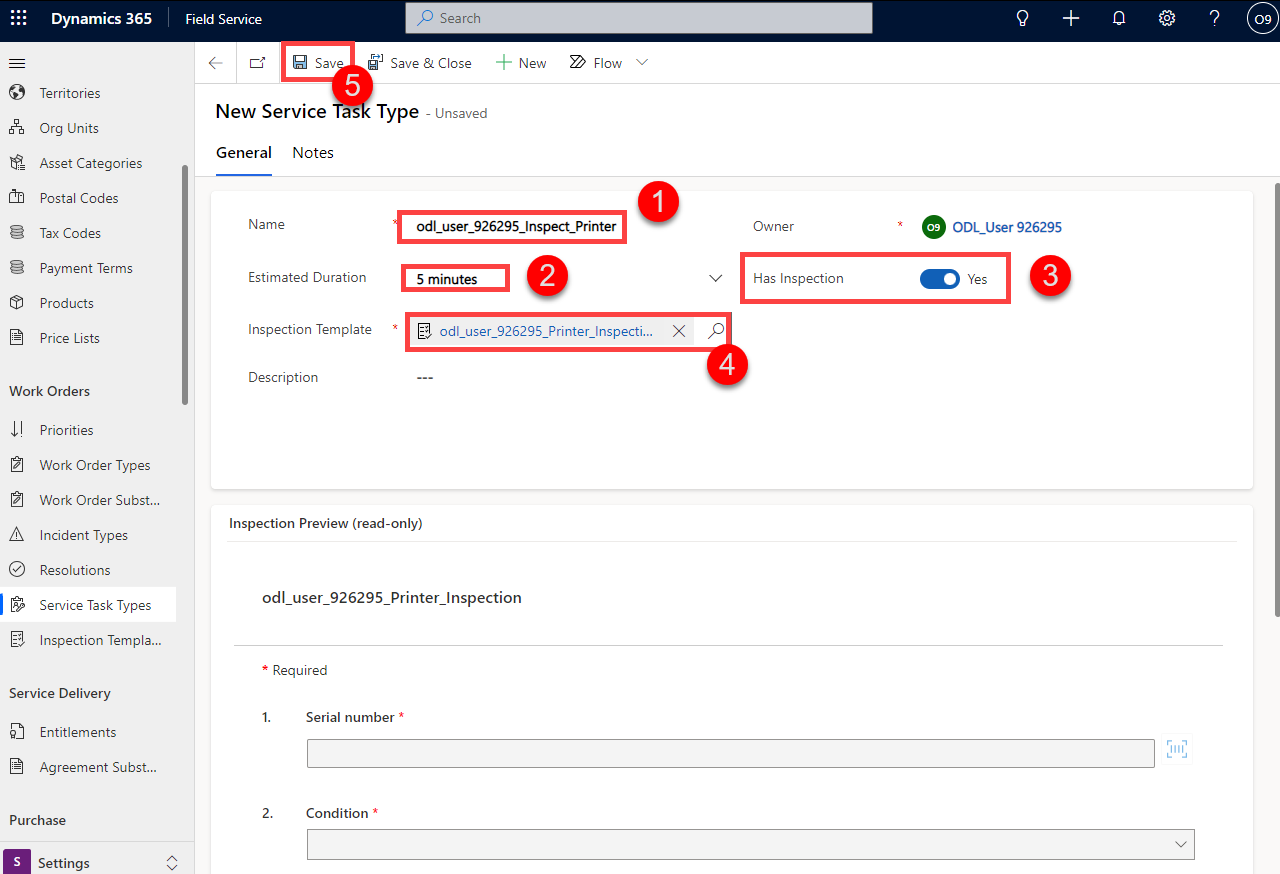 Dynamics 365 Field Service Search ? O9
Save Save & Close New Flow
5
New Service Task Type - Unsaved
General Notes
Territories
Org Units
Asset Categories
Postal Codes
Tax Codes
Payment Terms
Products
Price Lists
Work Orders
Priorities
Work Order Types
Work Order Subst...
Incident Types
Resolutions
Service Task Types
Inspection Templa...
Service Delivery
Entitlements
Agreement Subst...
Purchase
S Settings
1
Name * odl_user_926295_Inspect_Printer
Owner * O9 ODL_User 926295
Estimated Duration 5 minutes
2
Has Inspection Yes
3
Inspection Template * odl_user_926295_Printer_Inspecti...
4
Description ---
Inspection Preview (read-only)
odl_user_926295_Printer_Inspection
* Required
1. Serial number *
2. Condition *